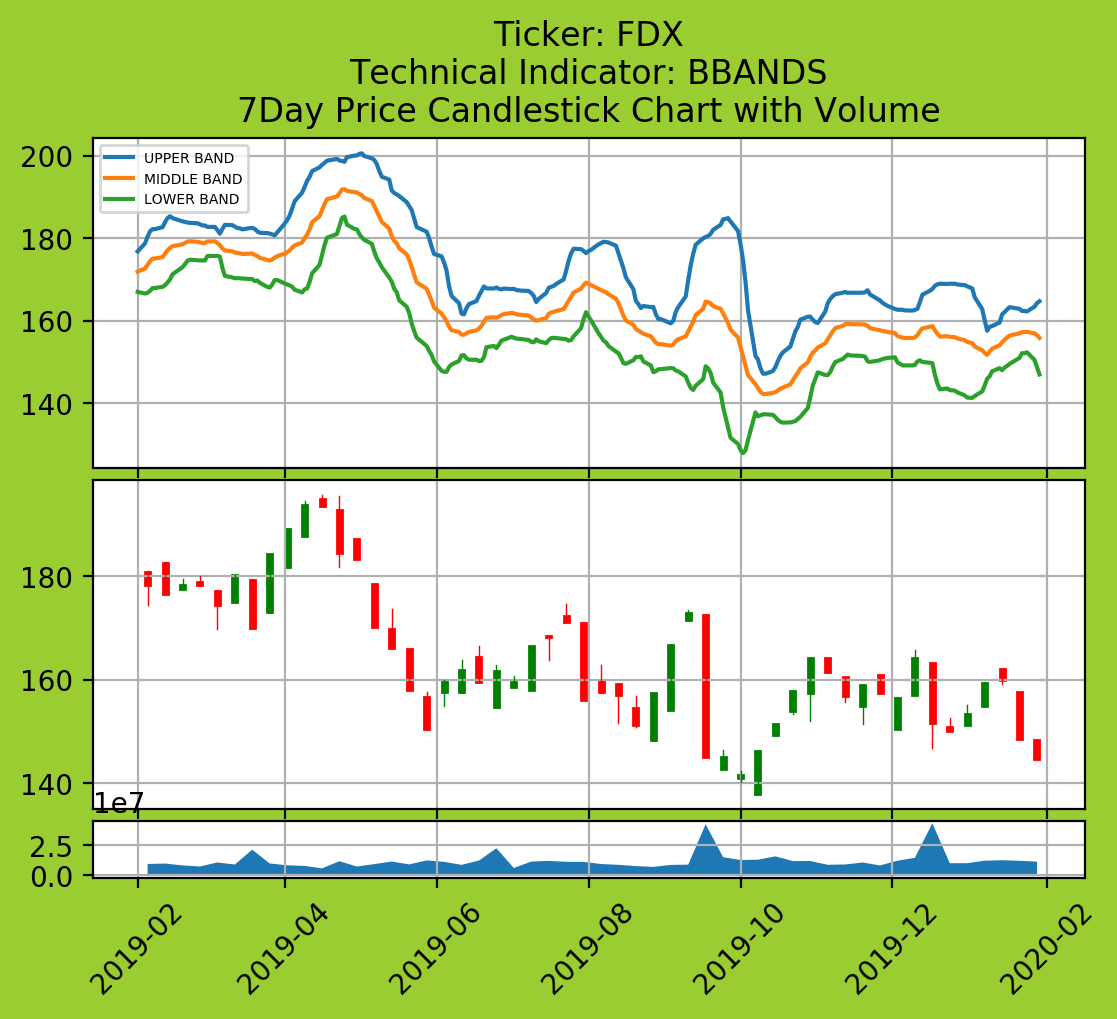 Ticker: FDX
Technical Indicator: BBANDS
7Day Price Candlestick Chart with Volume
UPPER BAND
MIDDLE BAND
LOWER BAND
200
180
160
140
180
160
140
1e7
2.5
0.0
2019-02
2019-04
2019-06
2019-08
2019-10
2019-12
2020-02